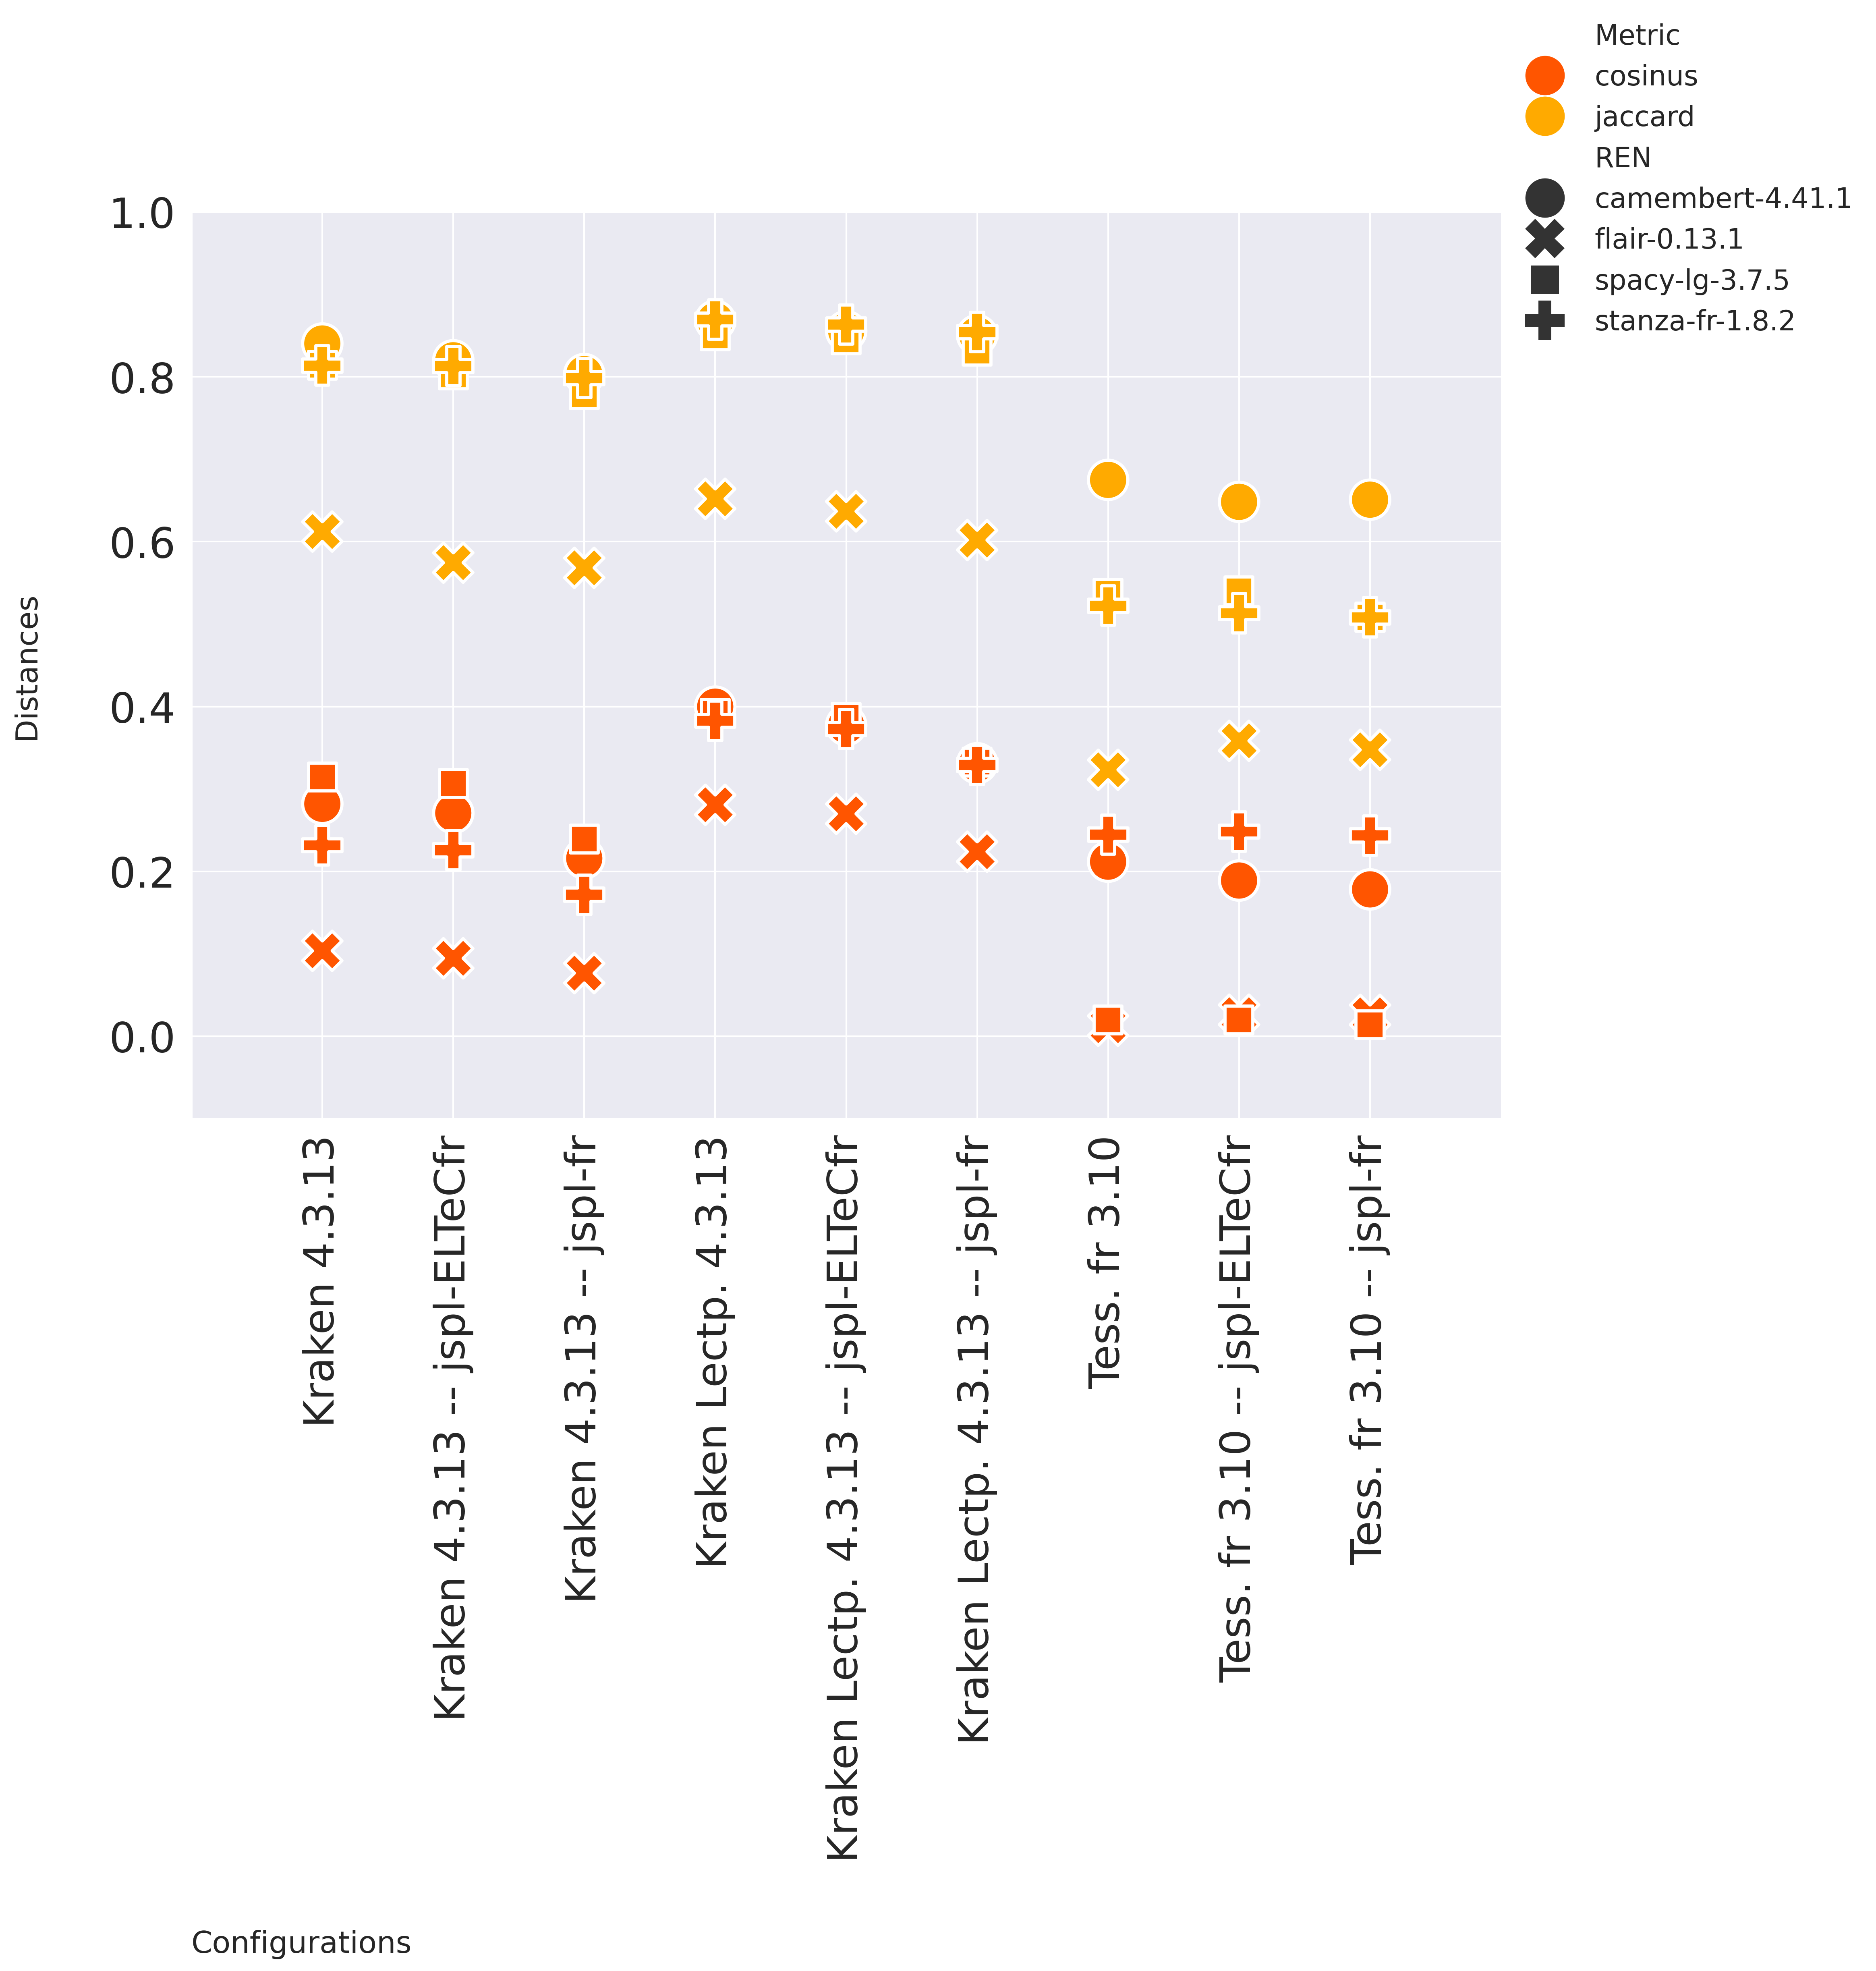 Metric
cosinus
jaccard
REN
camembert-4.41.1
flair-0.13.1
spacy-lg-3.7.5
stanza-fr-1.8.2
1.0
0.8
0.6
0.4
0.2
0.0
Distances
Kraken 4.3.13
Kraken 4.3.13 -- jspl-ELTeCfr
Kraken 4.3.13 -- jspl-fr
Kraken Lectp. 4.3.13
Kraken Lectp. 4.3.13 -- jspl-ELTeCfr
Kraken Lectp. 4.3.13 -- jspl-fr
Tess. fr 3.10
Tess. fr 3.10 -- jspl-ELTeCfr
Tess. fr 3.10 -- jspl-fr
Configurations